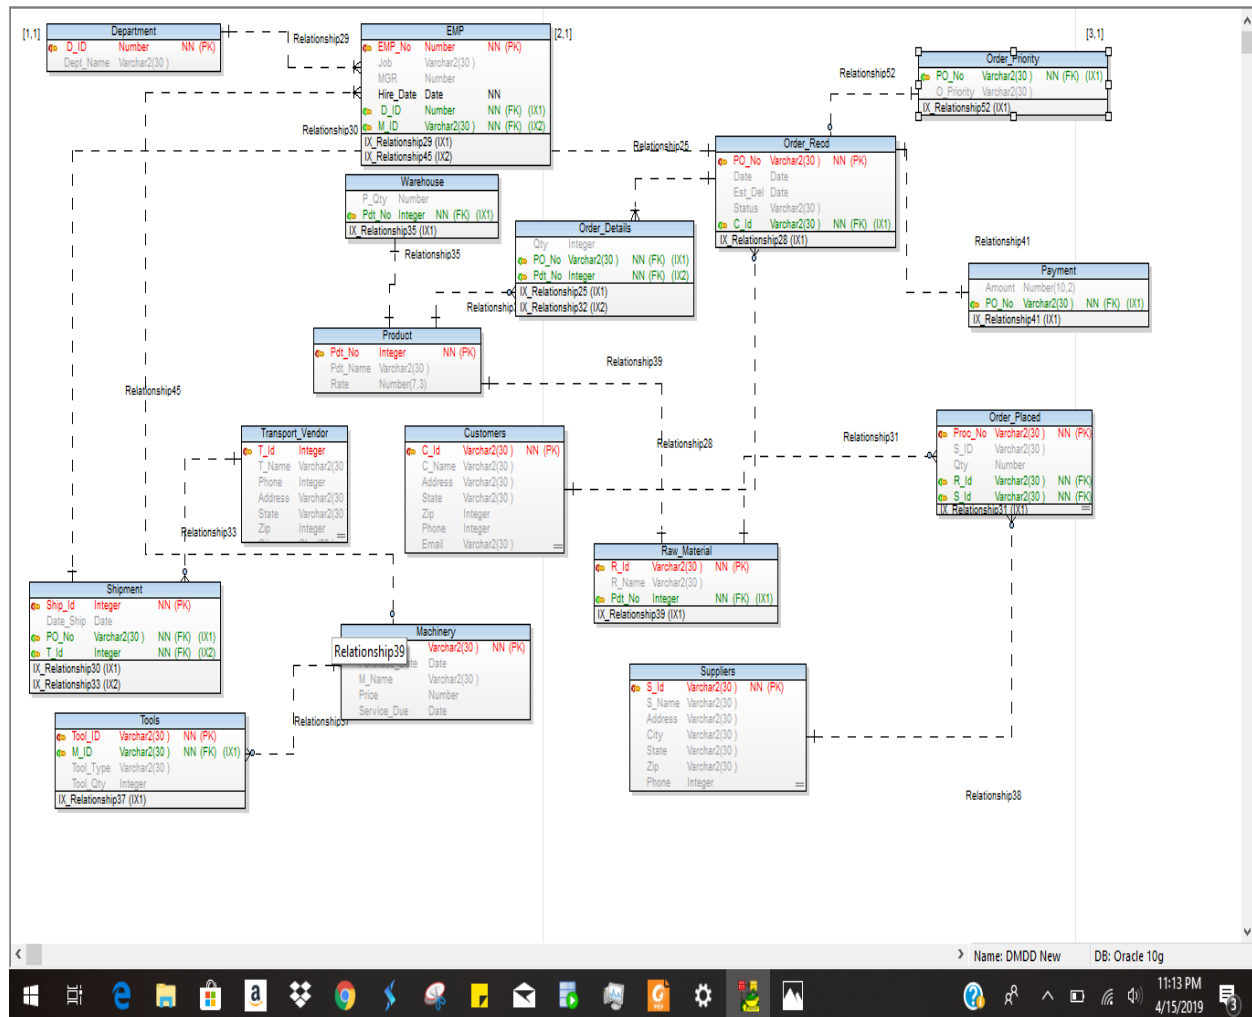 [1,1]
Department
D_ID Number NN (PK)
Dept_Name Varchar2(30 )
Relationship29
EMP
EMP_No Number NN (PK)
Job Varchar2(30 )
MGR Number
Hire_Date Date NN
D_ID Number NN (FK) (IX1)
M_ID Varchar2(30 ) NN (FK) (IX2)
IX_Relationship29 (IX1)
IX_Relationship45 (IX2)
[2,1]
[3,1]
Order_Priority
PO_No Varchar2(30 ) NN (FK) (IX1)
O_Priority Varchar2(30 )
IX_Relationship52 (IX1)
Relationship52
Relationship30
Relationship25
Order_Recd
PO_No Varchar2(30 ) NN (PK)
Date Date
Est_Del Date
Status Varchar2(30 )
C_Id Varchar2(30 ) NN (FK) (IX1)
IX_Relationship28 (IX1)
Warehouse
P_Qty Number
Pdt_No Integer NN (FK) (IX1)
IX_Relationship35 (IX1)
Relationship35
Order_Details
Qty Integer
PO_No Varchar2(30 ) NN (FK) (IX1)
Pdt_No Integer NN (FK) (IX2)
IX_Relationship25 (IX1)
IX_Relationship32 (IX2)
Relationship41
Payment
Amount Number(10,2)
PO_No Varchar2(30 ) NN (FK) (IX1)
IX_Relationship41 (IX1)
Product
Pdt_No Integer NN (PK)
Pdt_Name Varchar2(30 )
Rate Number(7,3)
Relationship39
Relationship45
Transport_Vendor
T_Id Integer
T_Name Varchar2(30
Phone Integer
Address Varchar2(30
State Varchar2(30
Zip Integer
Customers
C_Id Varchar2(30 ) NN (PK)
C_Name Varchar2(30 )
Address Varchar2(30 )
State Varchar2(30 )
Zip Integer
Phone Integer
Email Varchar2(30 )
Relationship28
Relationship31
Order_Placed
Proc_No Varchar2(30 ) NN (PK)
S_ID Varchar2(30 )
Qty Number
R_Id Varchar2(30 ) NN (FK)
S_Id Varchar2(30 ) NN (FK)
IX_Relationship31 (IX1)
Relationship33
Raw_Material
R_Id Varchar2(30 ) NN (PK)
R_Name Varchar2(30 )
Pdt_No Integer NN (FK) (IX1)
IX_Relationship39 (IX1)
Shipment
Ship_Id Integer NN (PK)
Date_Ship Date
PO_No Varchar2(30 ) NN (FK) (IX1)
T_Id Integer NN (FK) (IX2)
IX_Relationship30 (IX1)
IX_Relationship33 (IX2)
Machinery
Varchar2(30 ) NN (PK)
Date
M_Name Varchar2(30 )
Price Number
Service_Due Date
Relationship39
Suppliers
S_Id Varchar2(30 ) NN (PK)
S_Name Varchar2(30 )
Address Varchar2(30 )
City Varchar2(30 )
State Varchar2(30 )
Zip Varchar2(30 )
Phone Integer
Tools
Tool_ID Varchar2(30 ) NN (PK)
M_ID Varchar2(30 ) NN (FK) (IX1)
Tool_Type Varchar2(30 )
Tool_Qty Integer
IX_Relationship37 (IX1)
Relationship38
Name: DMDD New
DB: Oracle 10g
11:13 PM
4/15/2019
3